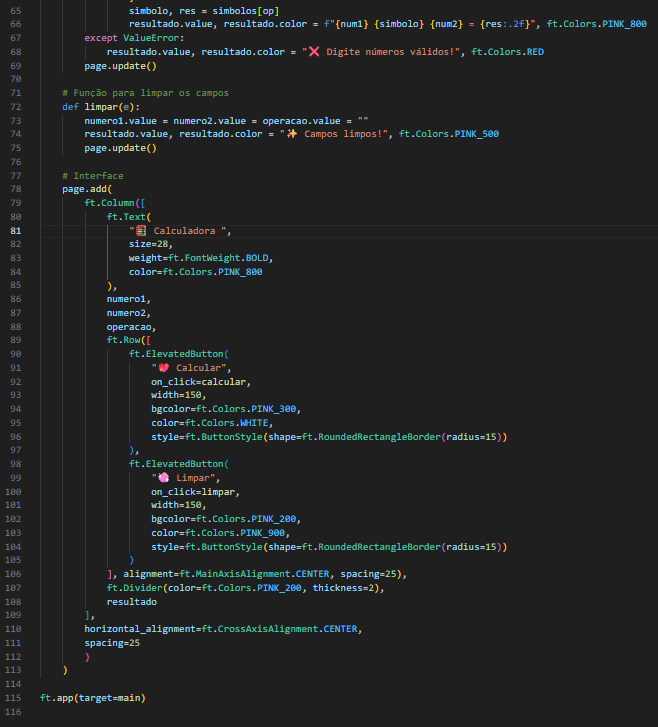 65 simbolo, res = simbolos[op]
66 resultado.value, resultado.color = f"{num1} {simbolo} {num2} = {res:.2f}", ft.Colors.PINK_800
67 except ValueError:
68 resultado.value, resultado.color = "❌ Digite números válidos!", ft.Colors.RED
69 page.update()
70
71 # Função para limpar os campos
72 def limpar(e):
73 numero1.value = numero2.value = operacao.value = ""
74 resultado.value, resultado.color = "✨ Campos limpos!", ft.Colors.PINK_500
75 page.update()
76
77 # Interface
78 page.add(
79 ft.Column([
80 ft.Text(
81 "🧮 Calculadora ",
82 size=28,
83 weight=ft.FontWeight.BOLD,
84 color=ft.Colors.PINK_800
85 ),
86 numero1,
87 numero2,
88 operacao,
89 ft.Row([
90 ft.ElevatedButton(
91 "💖 Calcular",
92 on_click=calcular,
93 width=150,
94 bgcolor=ft.Colors.PINK_300,
95 color=ft.Colors.WHITE,
96 style=ft.ButtonStyle(shape=ft.RoundedRectangleBorder(radius=15))
97 ),
98 ft.ElevatedButton(
99 "🧼 Limpar",
100 on_click=limpar,
101 width=150,
102 bgcolor=ft.Colors.PINK_200,
103 color=ft.Colors.PINK_900,
104 style=ft.ButtonStyle(shape=ft.RoundedRectangleBorder(radius=15))
105 )
106 ], alignment=ft.MainAxisAlignment.CENTER, spacing=25),
107 ft.Divider(color=ft.Colors.PINK_200, thickness=2),
108 resultado
109 ],
110 horizontal_alignment=ft.CrossAxisAlignment.CENTER,
111 spacing=25
112 )
113 )
114
115 ft.app(target=main)
116